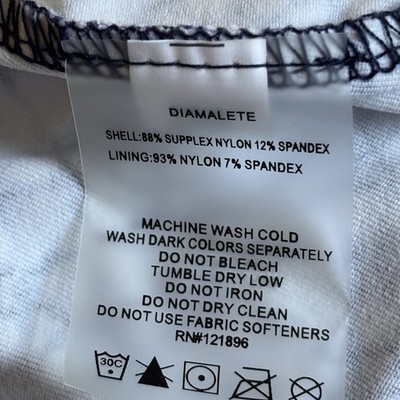 DIAMALETE
SHELL:88% SUPPLEX NYLON 12% SPANDEX
LINING:93% NYLON 7% SPANDEX
MACHINE WASH COLD
WASH DARK COLORS SEPARATELY
DO NOT BLEACH
TUMBLE DRY LOW
DO NOT IRON
DO NOT DRY CLEAN
DO NOT USE FABRIC SOFTENERS
RN#121896
30C